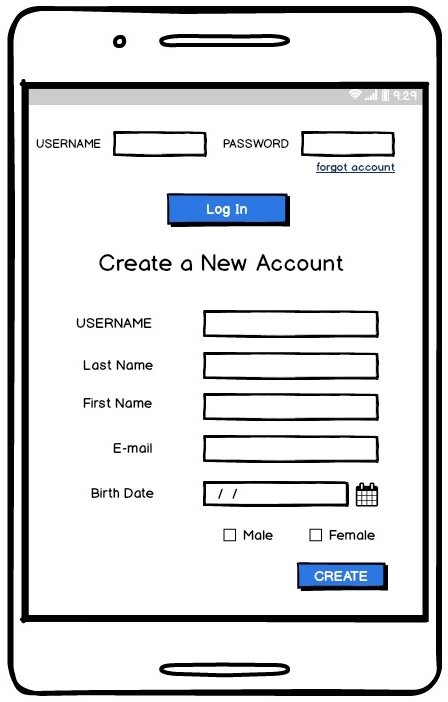 9:29
USERNAME PASSWORD
forgot account
Log In
Create a New Account
USERNAME
Last Name
First Name
E-mail
Birth Date / /
Male Female
CREATE